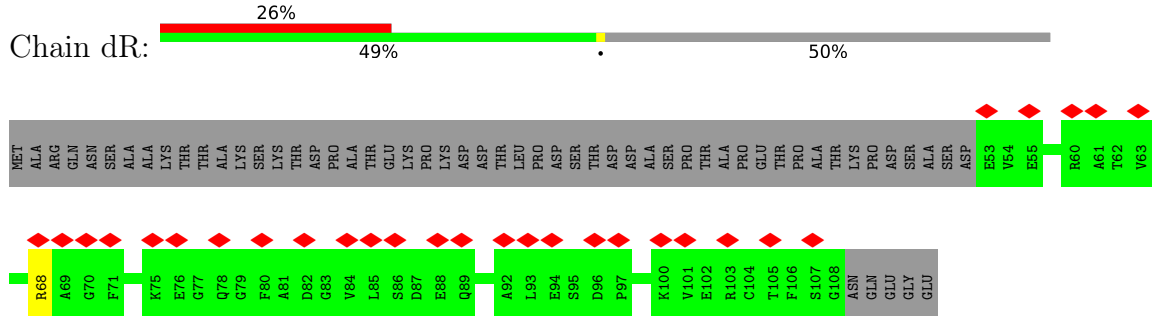 26%
Chain dR:
49% • 50%
MET ALA ARG GLN ASN SER ALA ALA LYS THR THR ALA LYS SER LYS THR ASP PRO ALA THR GLU LYS PRO LYS ASP ASP THR LEU PRO ASP SER THR ASP ASP ALA SER PRO THR ALA PRO GLU THR PRO ALA THR LYS PRO ASP SER ALA SER ASP E53 V54 E55 R60 A61 T62 V63
R68 A69 G70 F71 K75 E76 G77 Q78 G79 F80 A81 D82 G83 V84 L85 S86 D87 E88 Q89 A92 L93 E94 S95 D96 P97 K100 V101 E102 R103 C104 T105 F106 S107 G108 ASN GLN GLU GLY GLU